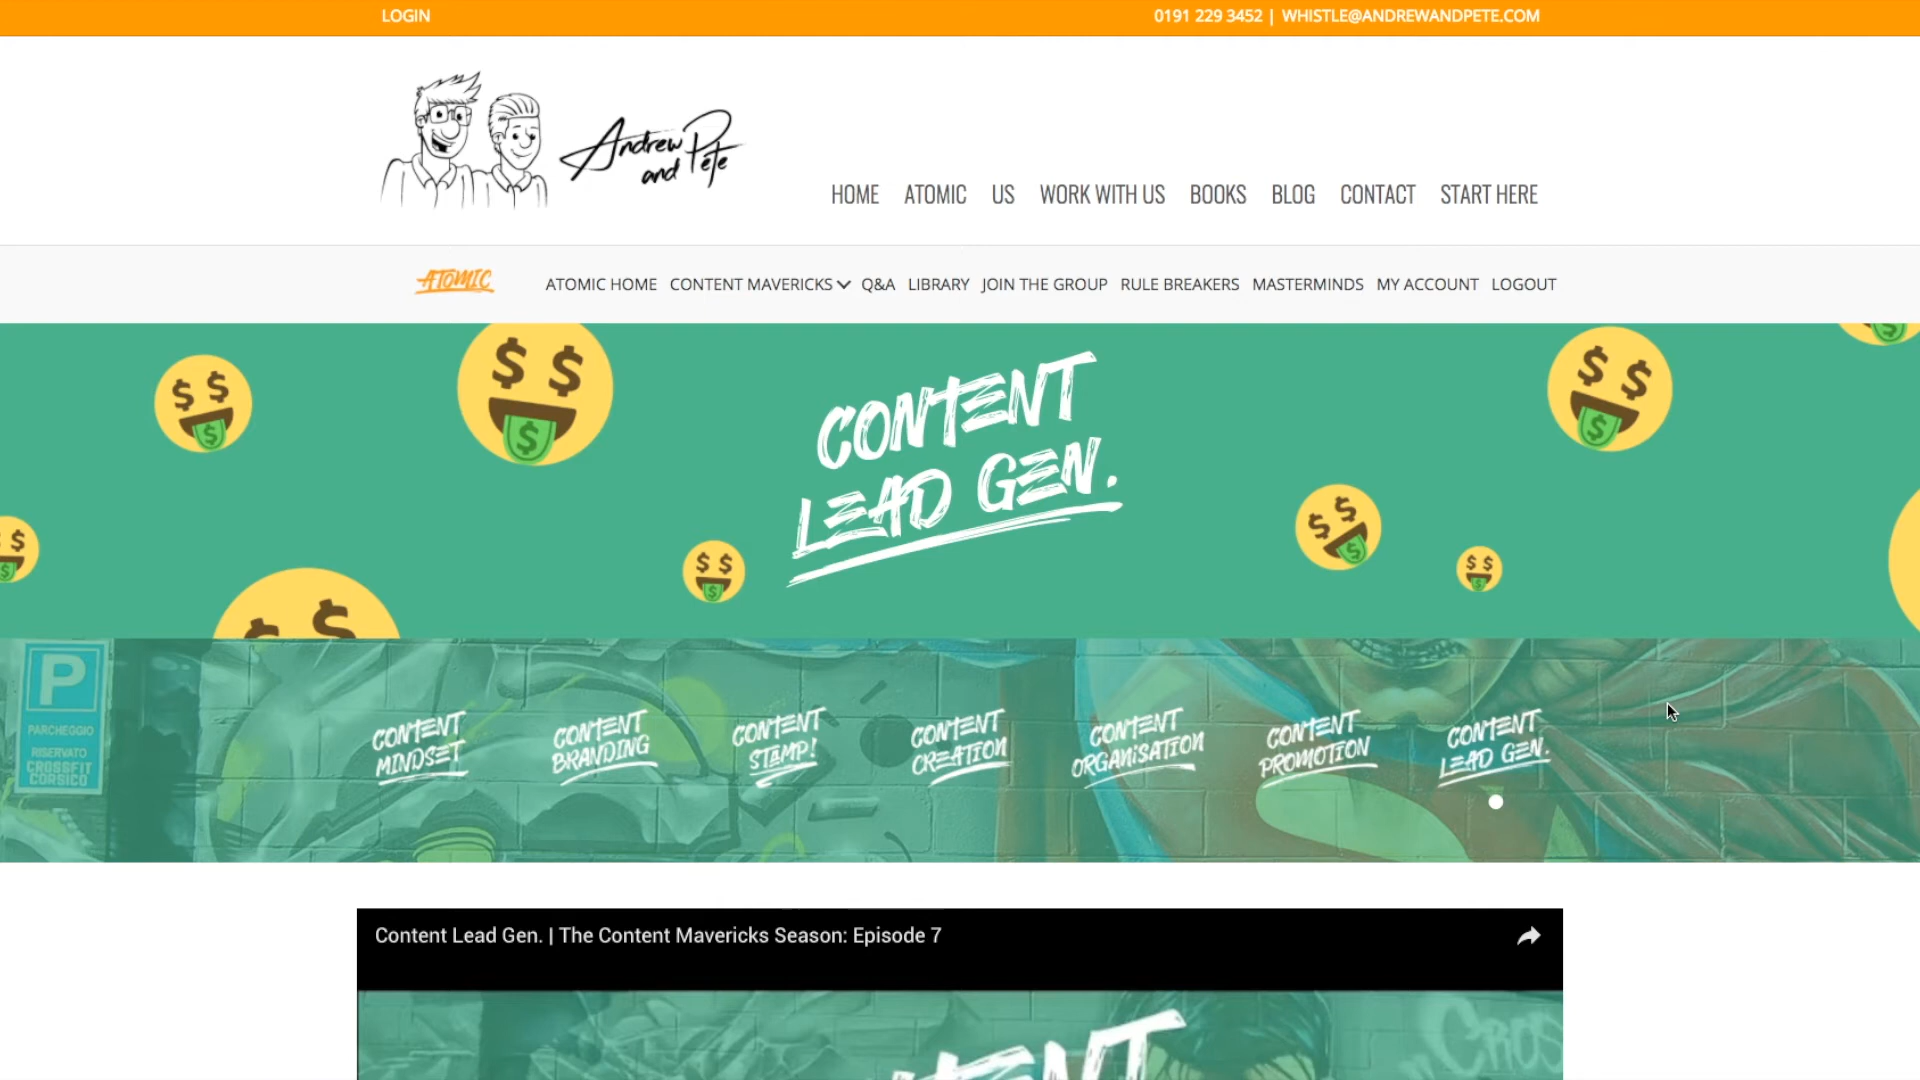 LOGIN
0191 229 3452 | WHISTLE@ANDREWANDPETE.COM
Andrew
and Pete
HOME ATOMIC US WORK WITH US BOOKS BLOG CONTACT START HERE
ATOMIC
ATOMIC HOME CONTENT MAVERICKS Q&A LIBRARY JOIN THE GROUP RULE BREAKERS MASTERMINDS MY ACCOUNT LOGOUT
CONTENT
LEAD GEN.
P
PARCHEGGIO
RISERVATO
CROSSFIT
CORSICO
CONTENT
MINDSET
CONTENT
BRANDING
CONTENT
STAMP!
CONTENT
CREATION
CONTENT
ORGANISATION
CONTENT
PROMOTION
CONTENT
LEAD GEN.
Content Lead Gen. | The Content Mavericks Season: Episode 7
CONTENT
CROS